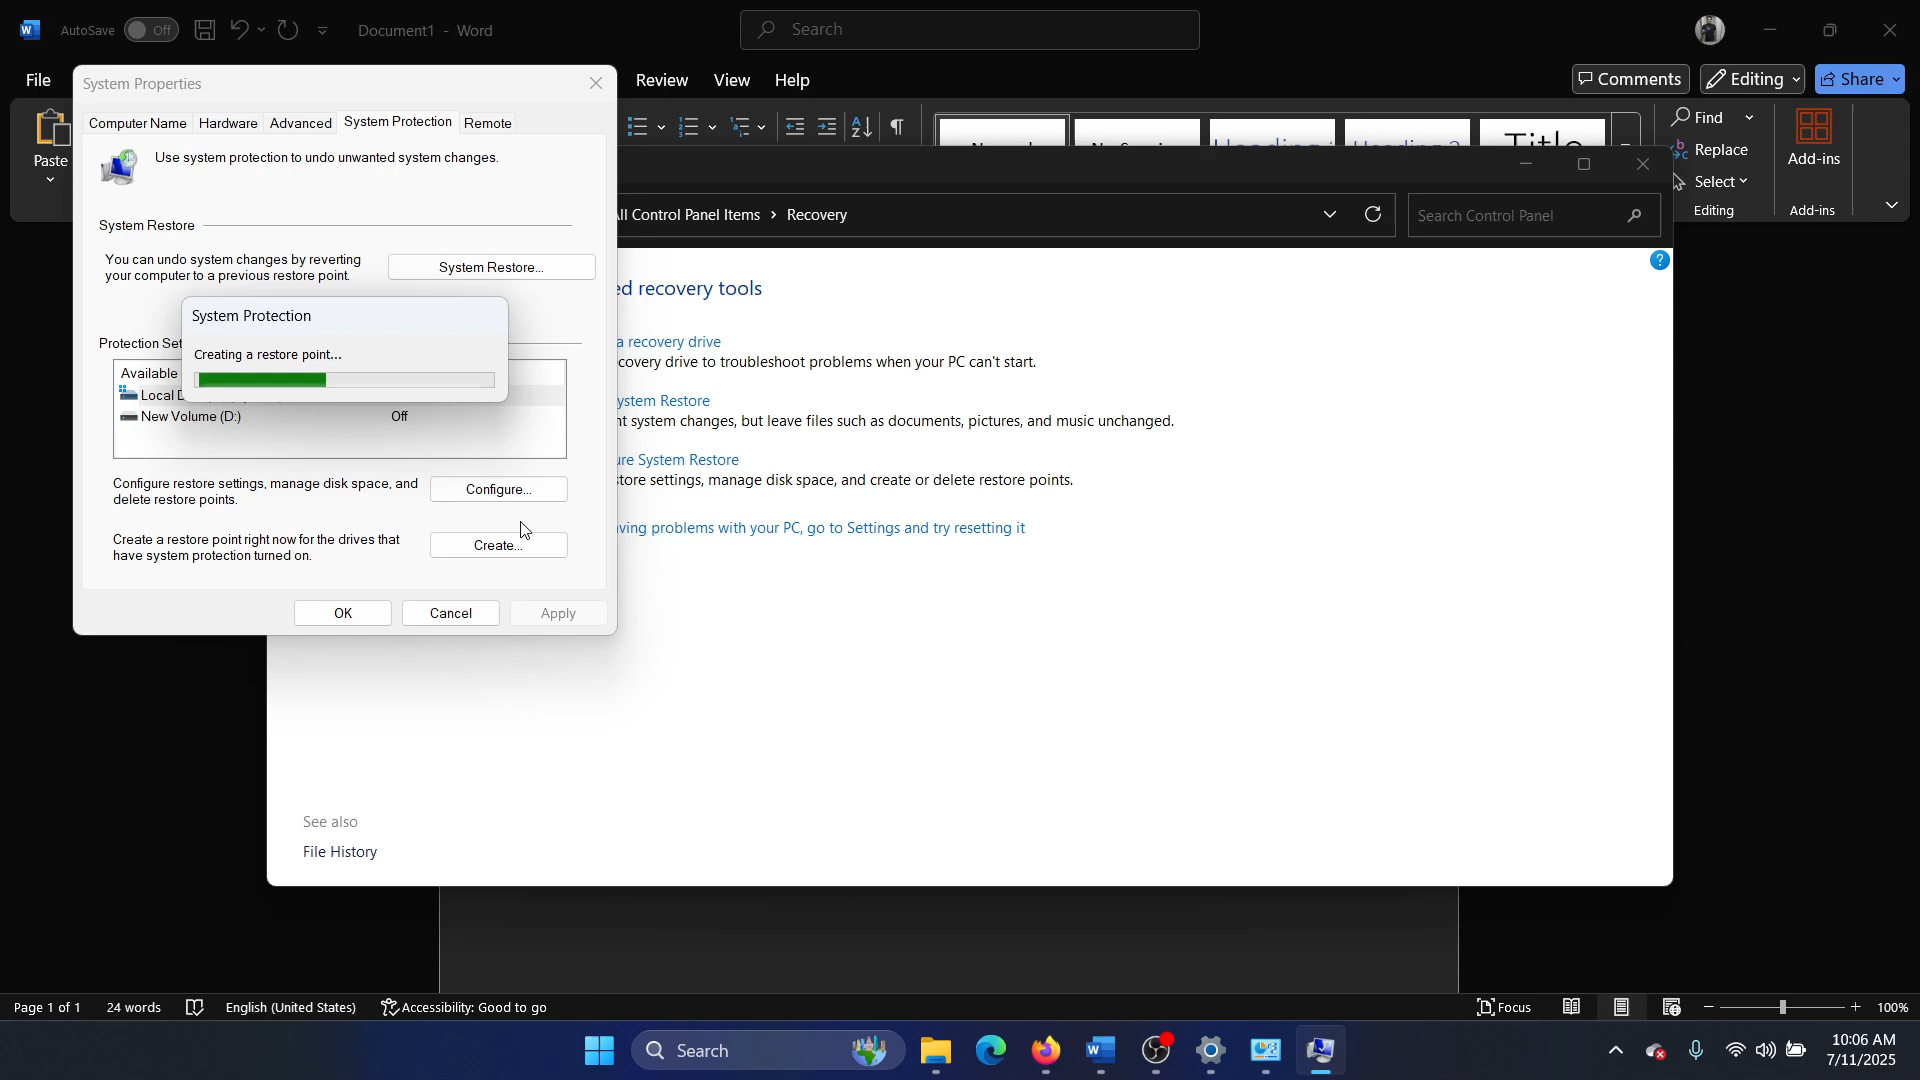 AutoSave Off Document1 - Word Search
File Review View Help Comments Editing Share
System Properties
Computer Name Hardware Advanced System Protection Remote
Use system protection to undo unwanted system changes.
System Restore
You can undo system changes by reverting
your computer to a previous restore point.
System Restore...
System Protection
Creating a restore point...
Protection Set
Available
Local D
New Volume (D:) Off
Configure restore settings, manage disk space, and
delete restore points.
Configure...
Create a restore point right now for the drives that
have system protection turned on.
Create...
OK Cancel Apply
Paste
Title
Find
Replace
Select
Editing
Add-ins
Add-ins
ll Control Panel Items > Recovery
Search Control Panel
ed recovery tools
a recovery drive
covery drive to troubleshoot problems when your PC can't start.
ystem Restore
nt system changes, but leave files such as documents, pictures, and music unchanged.
ure System Restore
store settings, manage disk space, and create or delete restore points.
aving problems with your PC, go to Settings and try resetting it
See also
File History
Page 1 of 1 24 words English (United States) Accessibility: Good to go Focus 100%
Search
10:06 AM
7/11/2025